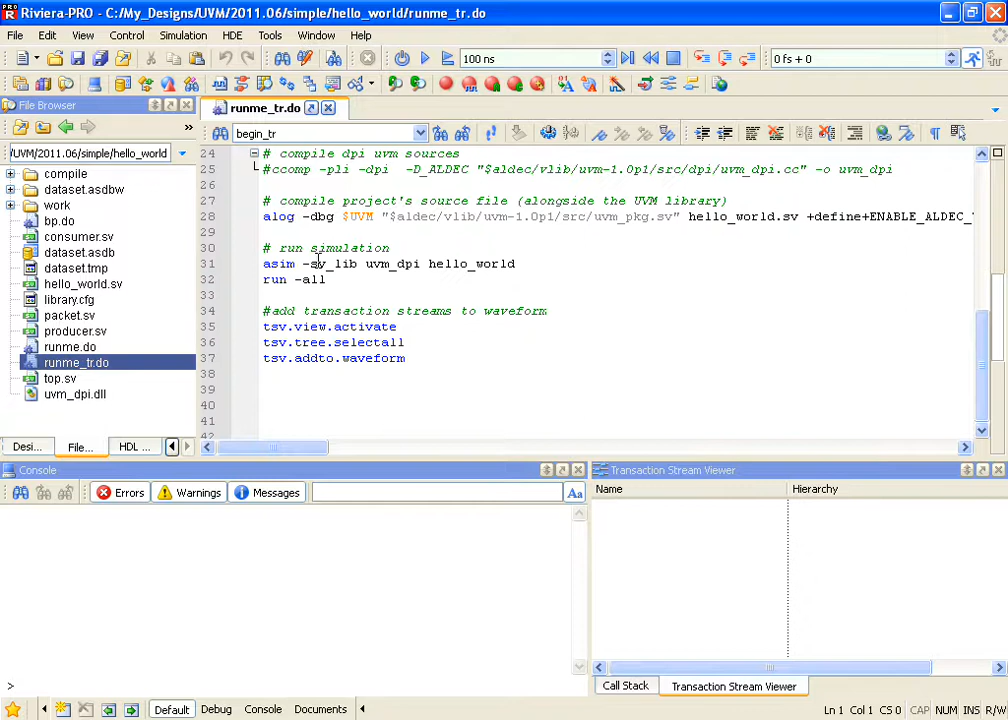 Riviera-PRO - C:/My_Designs/UVM/2011.06/simple/hello_world/runme_tr.do
File Edit View Control Simulation HDE Tools Window Help
100 ns
0 fs + 0
File Browser
runme_tr.do
/UVM/2011.06/simple/hello_world
begin_tr
compile
dataset.asdbw
work
bp.do
consumer.sv
dataset.asdb
dataset.tmp
hello_world.sv
library.cfg
packet.sv
producer.sv
run.do
runme_tr.do
top.sv
uvm_dpi.dll
Desi... File... HDL ...
24 # compile dpi uvm sources
25 #ccomp -pli -dpi -D_ALDEC "$aldec/vlib/uvm-1.0p1/src/dpi/uvm_dpi.cc" -o uvm_dpi
26
27 # compile project's source file (alongside the UVM library)
28 alog -dbg $UVM "$aldec/vlib/uvm-1.0p1/src/uvm_pkg.sv" hello_world.sv +define+ENABLE_ALDEC_
29
30 # run simulation
31 asim -sv_lib uvm_dpi hello_world
32 run -all
33
34 #add transaction streams to waveform
35 tsv.view.activate
36 tsv.tree.selectall
37 tsv.addto.waveform
38
39
40
41
42
Console
Errors Warnings Messages Aa
>
Transaction Stream Viewer
Name Hierarchy
Call Stack Transaction Stream Viewer
Default Debug Console Documents
Ln 1 Col 1 CS 0 CAP NUM INS R/W